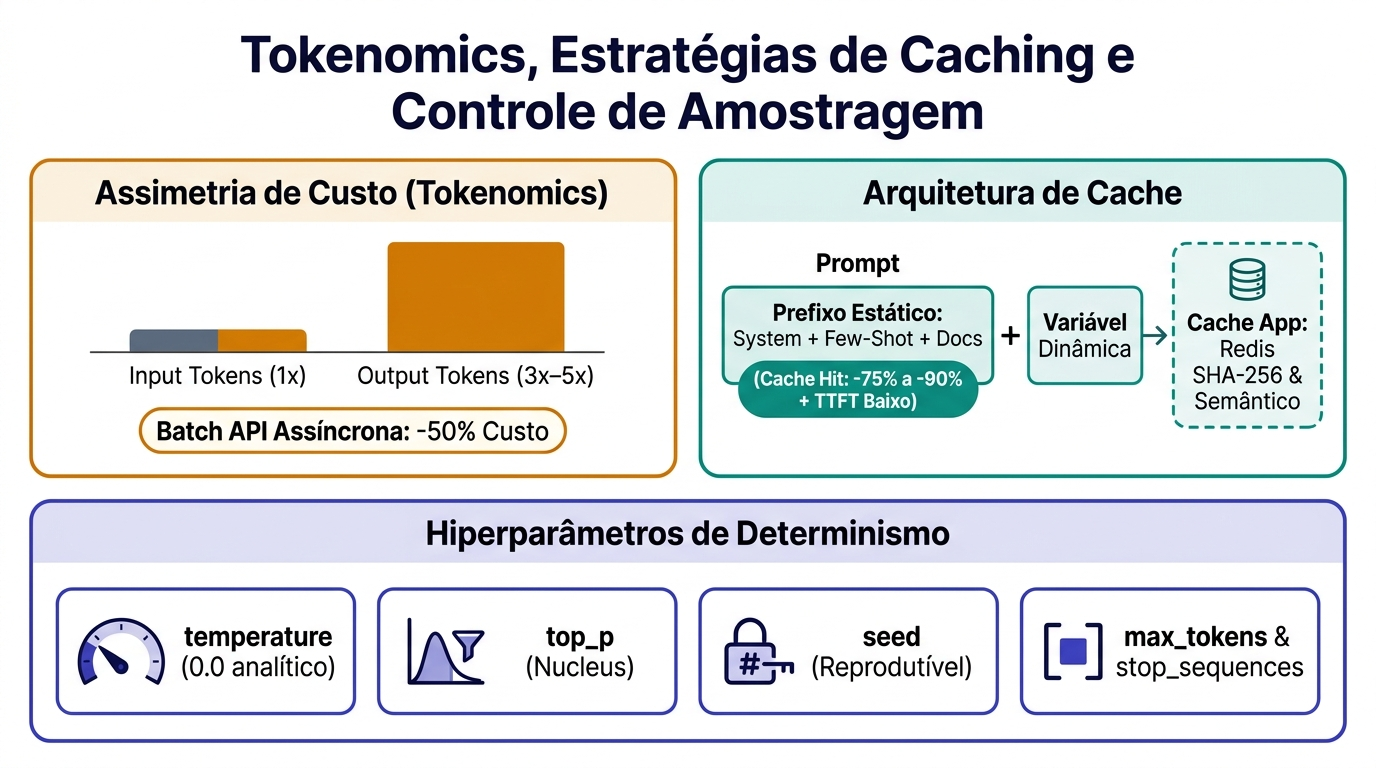 Tokenomics, Estratégias de Caching e
Controle de Amostragem
Assimetria de Custo (Tokenomics)
Input Tokens (1x)
Output Tokens (3x–5x)
Batch API Assíncrona: -50% Custo
Arquitetura de Cache
Prompt
Prefixo Estático:
System + Few-Shot + Docs
(Cache Hit: -75% a -90%
+ TTFT Baixo)
+
Variável
Dinâmica
Cache App:
Redis
SHA-256 &
Semântico
Hiperparâmetros de Determinismo
temperature
(0.0 analítico)
top_p
(Nucleus)
#
seed
(Reprodutível)
max_tokens &
stop_sequences